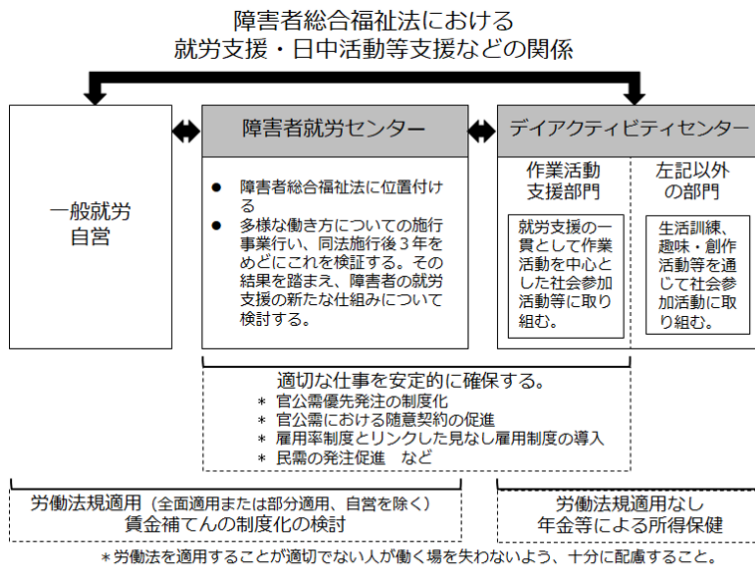 障害者総合福祉法における
就労支援・日中活動等支援などの関係
一般就労
自営
障害者就労センター
● 障害者総合福祉法に位置付け
る
● 多様な働き方についての施行
事業行い、同法施行後３年を
めどにこれを検証する。その
結果を踏まえ、障害者の就労
支援の新たな仕組みについて
検討する。
デイアクティビティセンター
作業活動
支援部門
就労支援の一
貫として作業
活動を中心と
した社会参加
活動等に取り
組む。
左記以外
の部門
生活訓練、
趣味・創作
活動等を通
じて社会参
加活動に取
り組む。
適切な仕事を安定的に確保する。
＊ 官公需優先発注の制度化
＊ 官公需における随意契約の促進
＊ 雇用率制度とリンクした見なし雇用制度の導入
＊ 民需の発注促進　など
労働法規適用（全面適用または部分適用、自営を除く）
賃金補てんの制度化の検討
労働法規適用なし
年金等による所得保健
＊労働法を適用することが適切でない人が働く場を失わないよう、十分に配慮すること。